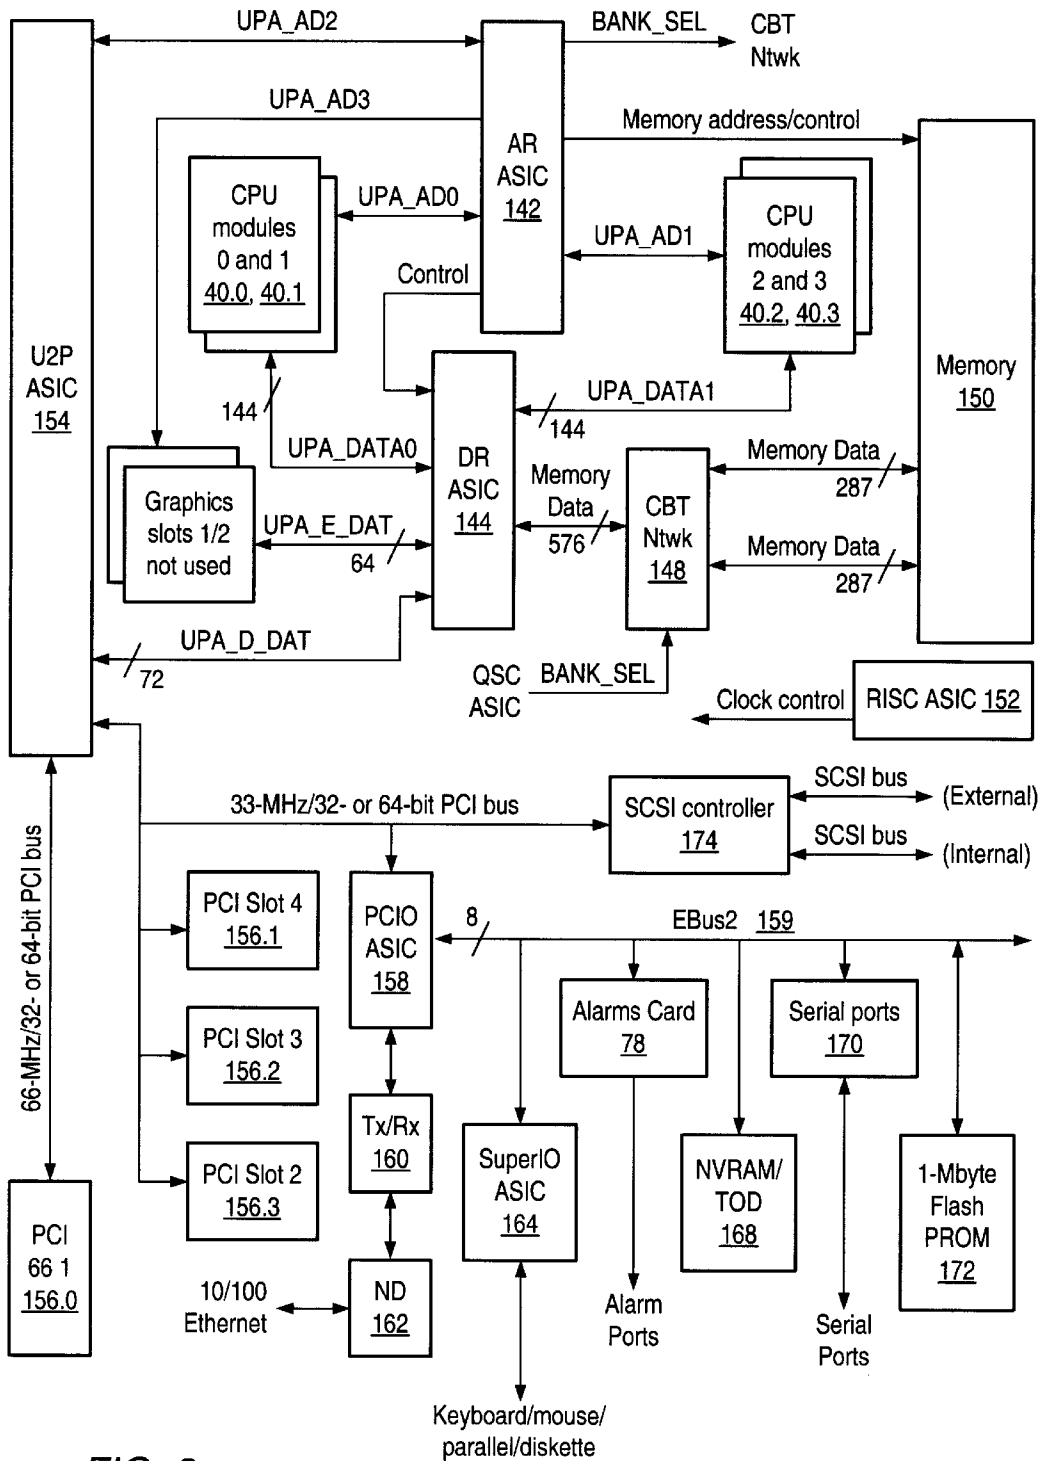 UPA_AD2
BANK_SEL
CBT
Ntwk
UPA_AD3
Memory address/control
AR
ASIC
142
CPU
modules
0 and 1
40.0, 40.1
UPA_AD0
UPA_AD1
CPU
modules
2 and 3
40.2, 40.3
Control
U2P
ASIC
154
Memory
150
144
UPA_DATA1
144
UPA_DATA0
DR
ASIC
144
Memory
Data
576
CBT
Ntwk
148
Memory Data
287
Memory Data
287
Graphics
slots 1/2
not used
UPA_E_DAT
64
UPA_D_DAT
72
QSC
ASIC
BANK_SEL
Clock control
RISC ASIC 152
33-MHz/32- or 64-bit PCI bus
SCSI controller
174
SCSI bus
(External)
SCSI bus
(Internal)
66-MHz/32- or 64-bit PCI bus
PCI Slot 4
156.1
PCIO
ASIC
158
8
EBus2 159
PCI Slot 3
156.2
Alarms Card
78
Serial ports
170
Tx/Rx
160
PCI Slot 2
156.3
SuperIO
ASIC
164
NVRAM/
TOD
168
1-Mbyte
Flash
PROM
172
PCI
66 1
156.0
10/100
Ethernet
ND
162
Alarm
Ports
Serial
Ports
Keyboard/mouse/
parallel/diskette